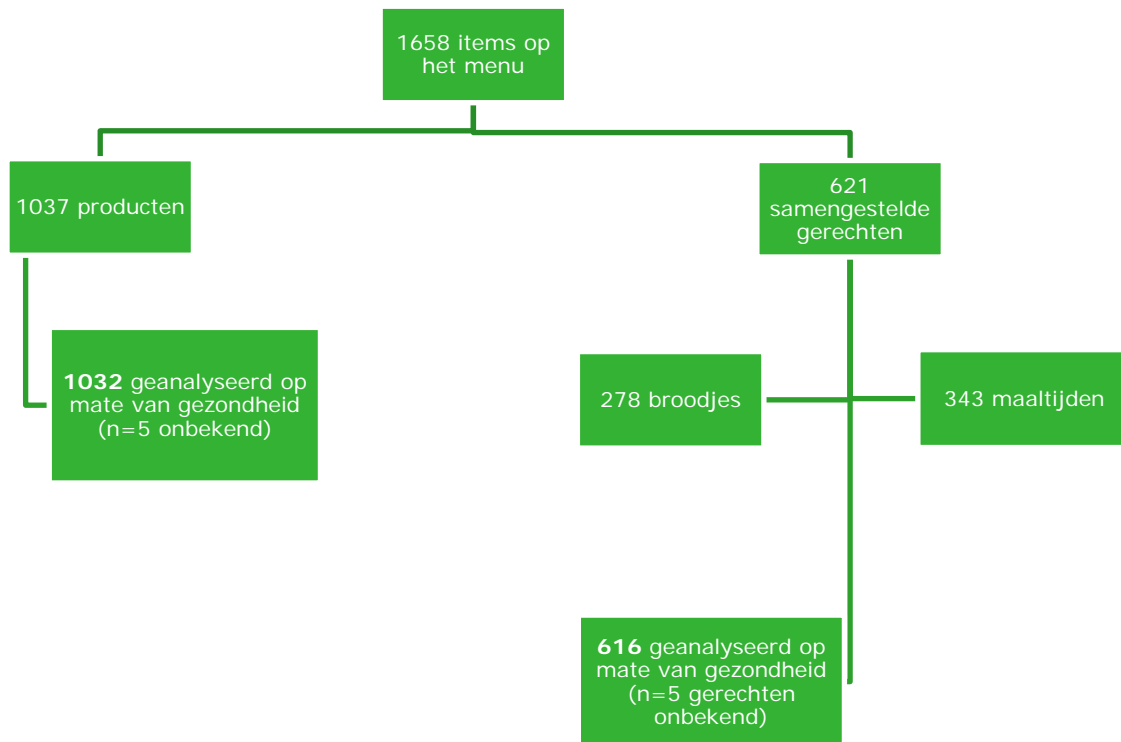 1658 items op
het menu
1037 producten
621
samengestelde
gerechten
1032 geanalyseerd op
mate van gezondheid
(n=5 onbekend)
278 broodjes
343 maaltijden
616 geanalyseerd op
mate van gezondheid
(n=5 gerechten
onbekend)